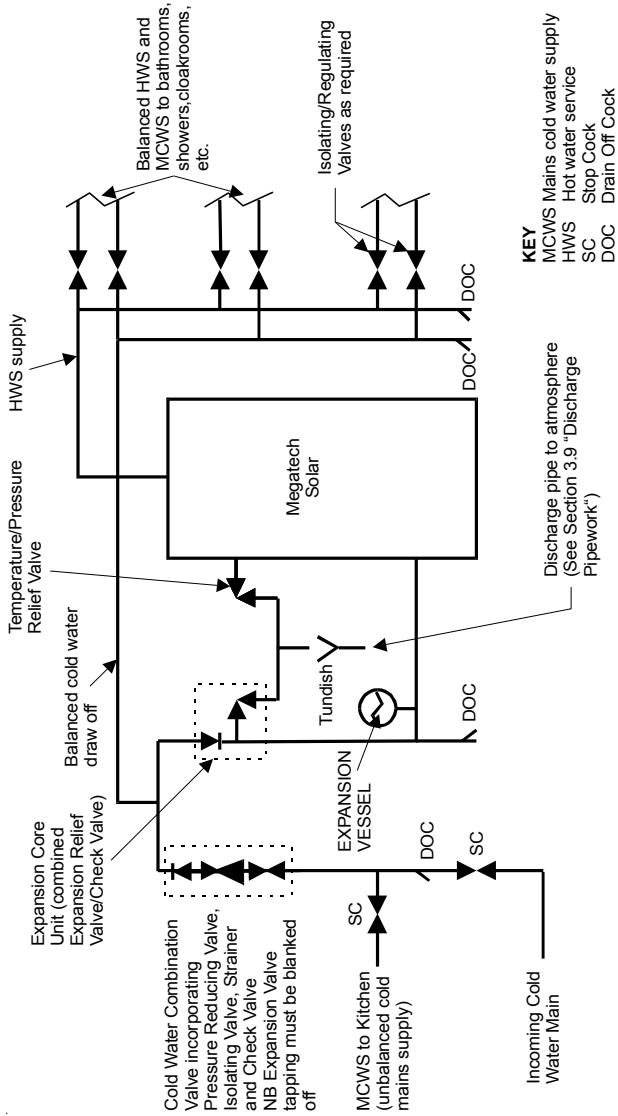 Expansion Core
Unit (combined
Expansion Relief
Valve/Check Valve)
Balanced cold water
draw off
Temperature/Pressure
Relief Valve
HWS supply
Balanced HWS and
MCWS to bathrooms,
showers,cloakrooms,
etc.
Cold Water Combination
Valve incorporating
Pressure Reducing Valve,
Isolating Valve, Strainer
and Check Valve
NB Expansion Valve
tapping must be blanked
off
Megatech
Solar
Isolating/Regulating
Valves as required
Tundish
EXPANSION
VESSEL
DOC
SC
DOC
SC
DOC
DOC
MCWS to Kitchen
(unbalanced cold
mains supply)
Incoming Cold
Water Main
Discharge pipe to atmosphere
(See Section 3.9 "Discharge
Pipework")
KEY
MCWS Mains cold water supply
HWS Hot water service
SC Stop Cock
DOC Drain Off Cock